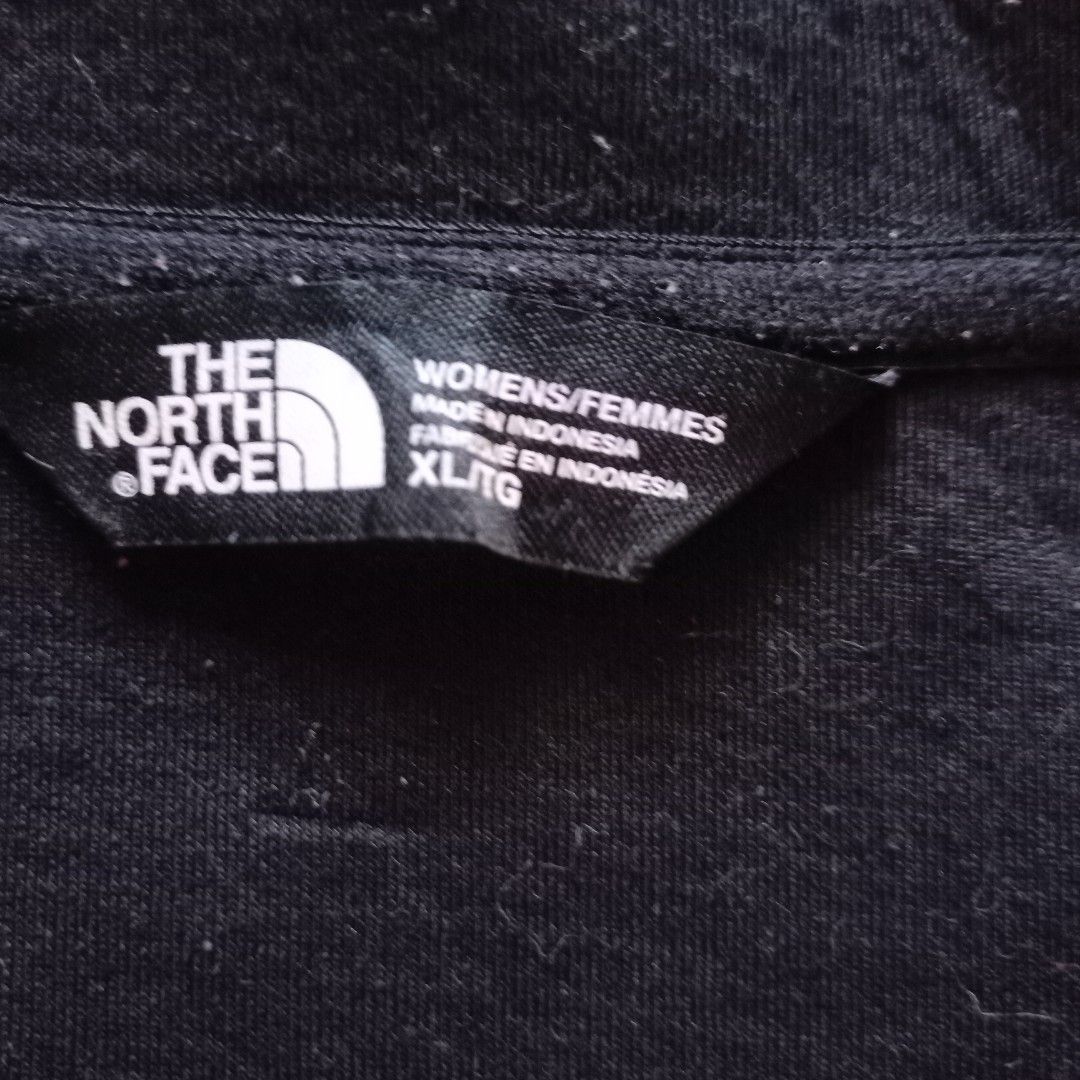 THE
NORTH
®FACE
WOMENS/FEMMES
MADE IN INDONESIA
FABRIQUÉ EN INDONÉSIA
XL/TG